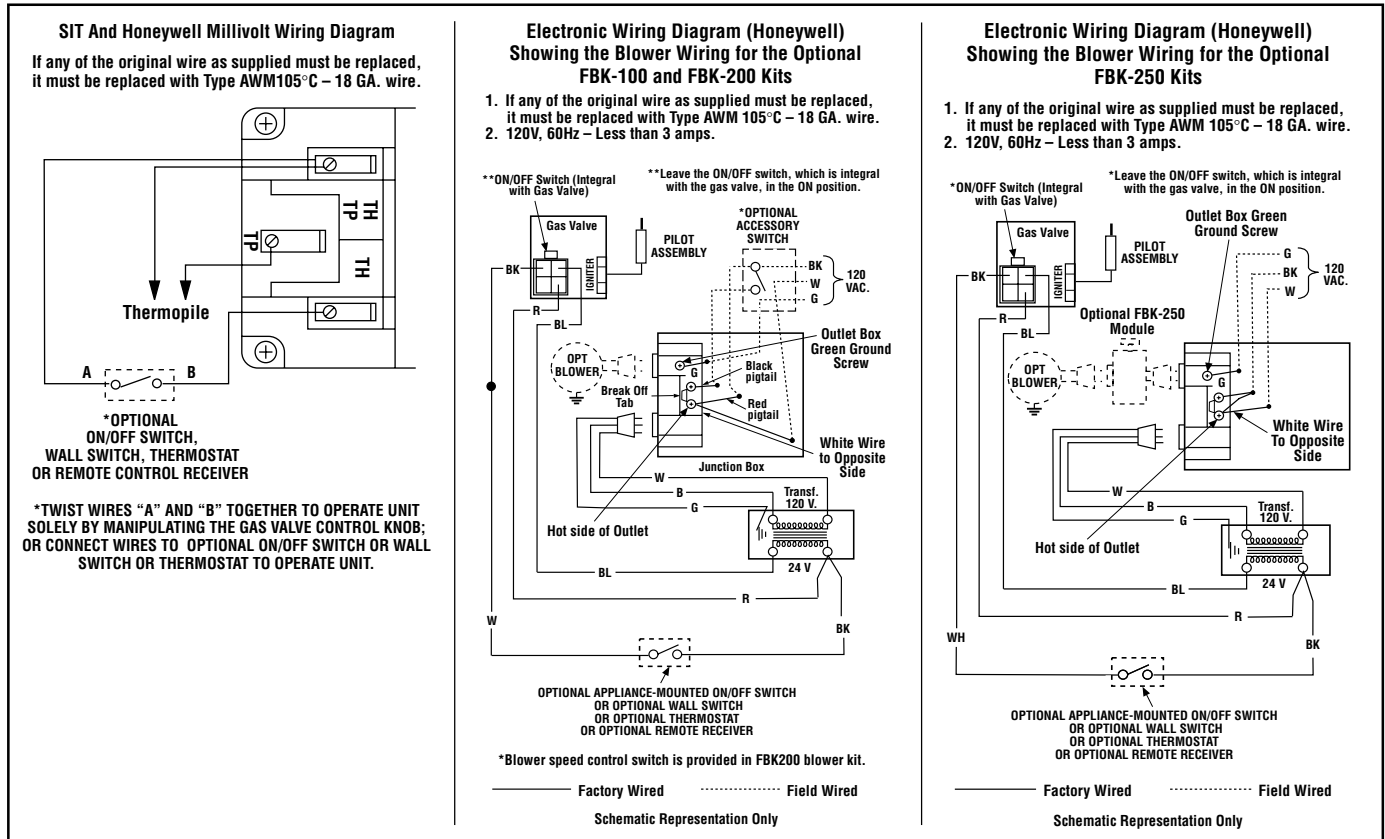 SIT And Honeywell Millivolt Wiring Diagram
If any of the original wire as supplied must be replaced,
it must be replaced with Type AWM105°C – 18 GA. wire.
TH
TP
TP
TH
Thermopile
A
B
*OPTIONAL
ON/OFF SWITCH,
WALL SWITCH, THERMOSTAT
OR REMOTE CONTROL RECEIVER
*TWIST WIRES “A” AND “B” TOGETHER TO OPERATE UNIT
SOLELY BY MANIPULATING THE GAS VALVE CONTROL KNOB;
OR CONNECT WIRES TO OPTIONAL ON/OFF SWITCH OR WALL
SWITCH OR THERMOSTAT TO OPERATE UNIT.
Electronic Wiring Diagram (Honeywell)
Showing the Blower Wiring for the Optional
FBK-100 and FBK-200 Kits
1. If any of the original wire as supplied must be replaced,
it must be replaced with Type AWM 105°C – 18 GA. wire.
2. 120V, 60Hz – Less than 3 amps.
**ON/OFF Switch (Integral
with Gas Valve)
**Leave the ON/OFF switch, which is integral
with the gas valve, in the ON position.
Gas Valve
IGNITER
PILOT
ASSEMBLY
*OPTIONAL
ACCESSORY
SWITCH
BK
W
G
120
VAC.
BK
R
BL
OPT
BLOWER
G
Outlet Box
Green Ground
Screw
Black
pigtail
Break Off
Tab
Red
pigtail
White Wire
to Opposite
Side
Junction Box
W
B
G
Transf.
120 V.
Hot side of Outlet
24 V
BL
R
W
BK
OPTIONAL APPLIANCE-MOUNTED ON/OFF SWITCH
OR OPTIONAL WALL SWITCH
OR OPTIONAL THERMOSTAT
OR OPTIONAL REMOTE RECEIVER
*Blower speed control switch is provided in FBK200 blower kit.
Factory Wired
Field Wired
Schematic Representation Only
Electronic Wiring Diagram (Honeywell)
Showing the Blower Wiring for the Optional
FBK-250 Kits
1. If any of the original wire as supplied must be replaced,
it must be replaced with Type AWM 105°C – 18 GA. wire.
2. 120V, 60Hz – Less than 3 amps.
*ON/OFF Switch (Integral
with Gas Valve)
*Leave the ON/OFF switch, which is integral
with the gas valve, in the ON position.
Gas Valve
IGNITER
PILOT
ASSEMBLY
Outlet Box Green
Ground Screw
G
BK
W
120
VAC.
BK
R
BL
Optional FBK-250
Module
OPT
BLOWER
G
White Wire
To Opposite
Side
W
B
G
Transf.
120 V.
Hot side of Outlet
24 V
BL
R
WH
BK
OPTIONAL APPLIANCE-MOUNTED ON/OFF SWITCH
OR OPTIONAL WALL SWITCH
OR OPTIONAL THERMOSTAT
OR OPTIONAL REMOTE RECEIVER
Factory Wired
Field Wired
Schematic Representation Only